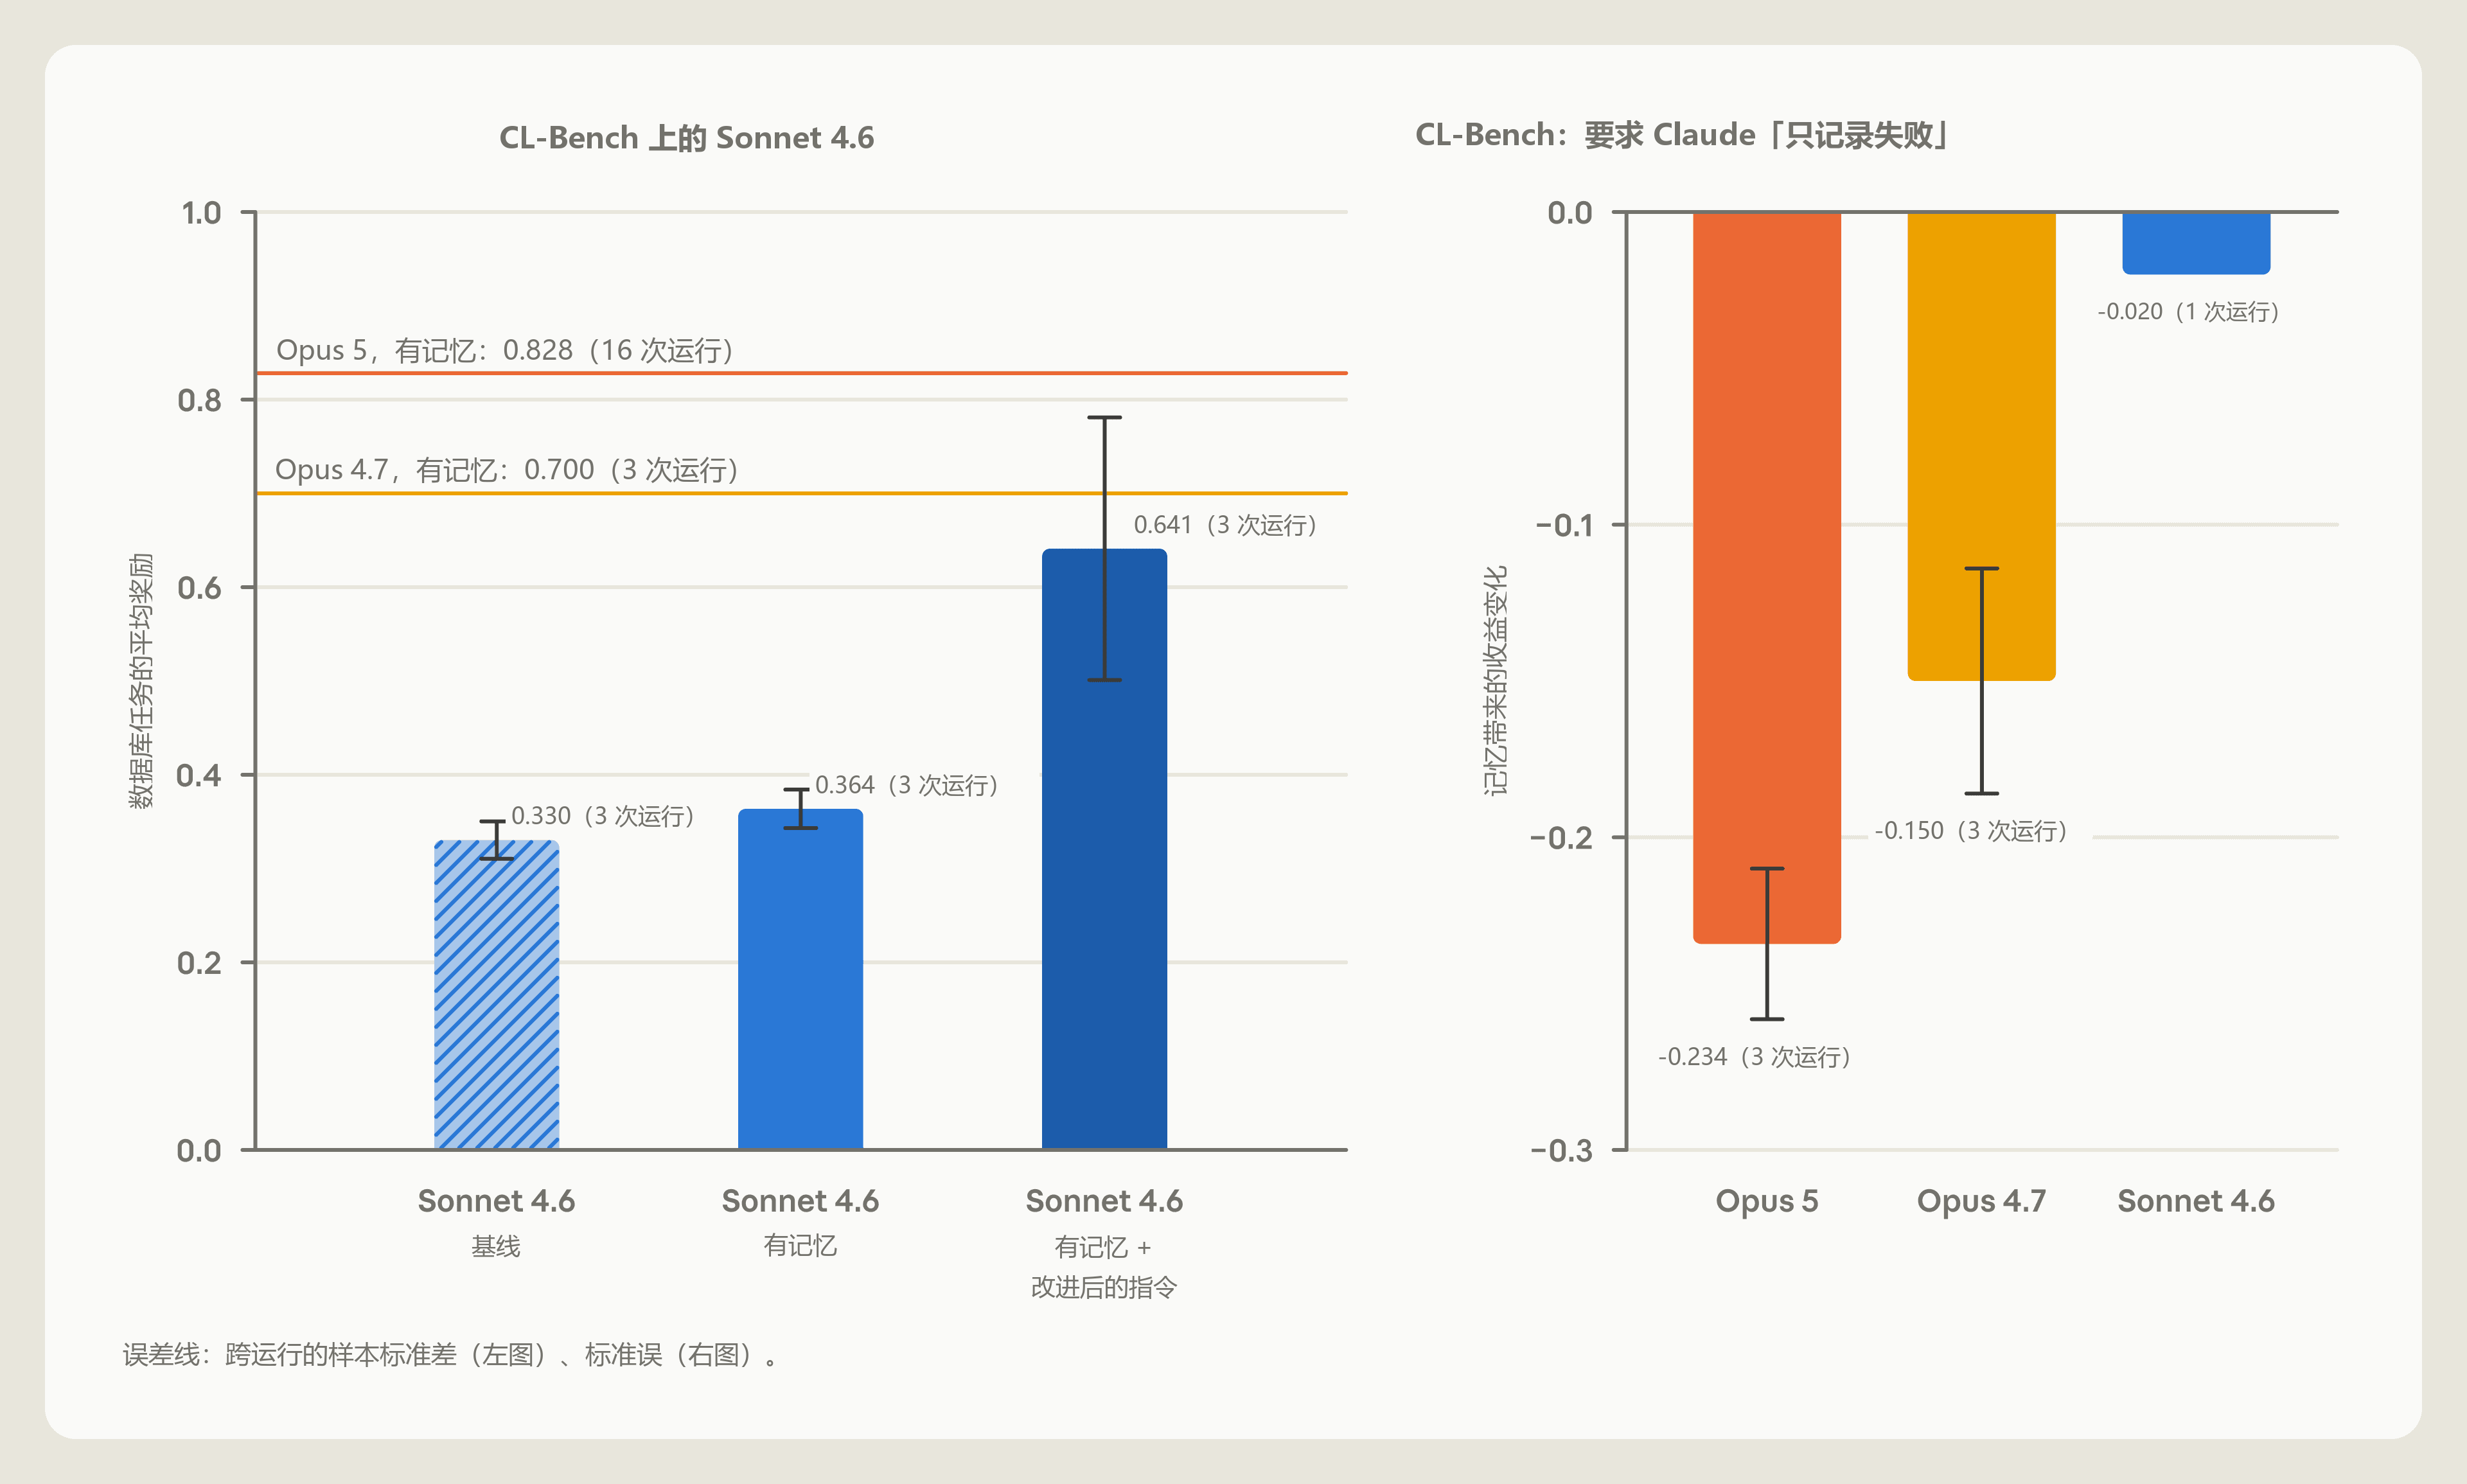 CL-Bench 上的 Sonnet 4.6
1.0
0.8
0.6
0.4
0.2
0.0
数据库任务的平均奖励
Opus 5，有记忆：0.828（16 次运行）
Opus 4.7，有记忆：0.700（3 次运行）
0.641（3 次运行）
0.364（3 次运行）
0.330（3 次运行）
Sonnet 4.6
基线
Sonnet 4.6
有记忆
Sonnet 4.6
有记忆 +
改进后的指令
CL-Bench：要求 Claude「只记录失败」
0.0
−0.1
−0.2
−0.3
记忆带来的收益变化
-0.020（1 次运行）
-0.150（3 次运行）
-0.234（3 次运行）
Opus 5
Opus 4.7
Sonnet 4.6
误差线：跨运行的样本标准差（左图）、标准误（右图）。